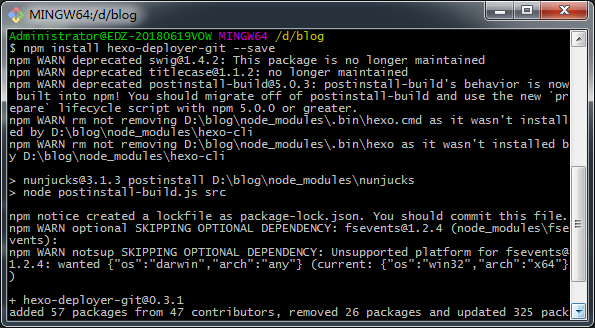 MINGW64:/d/blog
Administrator@EDZ-20180619VOW MINGW64 /d/blog
$ npm install hexo-deployer-git --save
npm WARN deprecated swig@1.4.2: This package is no longer maintained
npm WARN deprecated titlecase@1.1.2: no longer maintained
npm WARN deprecated postinstall-build@5.0.3: postinstall-build's behavior is now
 built into npm! You should migrate off of postinstall-build and use the new `pr
epare` lifecycle script with npm 5.0.0 or greater.
npm WARN rm not removing D:\blog\node_modules\.bin\hexo.cmd as it wasn't install
ed by D:\blog\node_modules\hexo-cli
npm WARN rm not removing D:\blog\node_modules\.bin\hexo as it wasn't installed b
y D:\blog\node_modules\hexo-cli
> nunjucks@3.1.3 postinstall D:\blog\node_modules\nunjucks
> node postinstall-build.js src
npm notice created a lockfile as package-lock.json. You should commit this file.
npm WARN optional SKIPPING OPTIONAL DEPENDENCY: fsevents@1.2.4 (node_modules\fse
vents):
npm WARN notsup SKIPPING OPTIONAL DEPENDENCY: Unsupported platform for fsevents@
1.2.4: wanted {"os":"darwin","arch":"any"} (current: {"os":"win32","arch":"x64"}
)
+ hexo-deployer-git@0.3.1
added 57 packages from 47 contributors, removed 26 packages and updated 325 pack